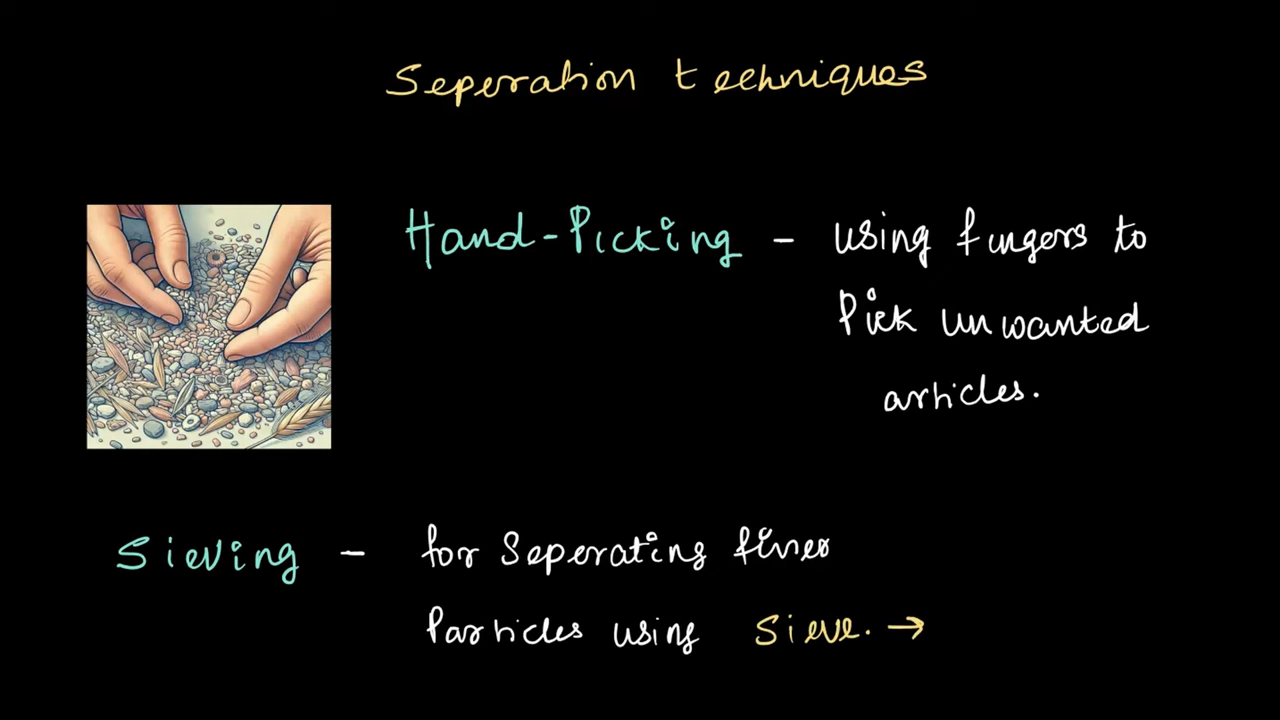 Seperation techniques
Hand-Picking - using fingers to
Pick unwanted
articles.
Sieving - for Seperating finer
Particles using Sieve. →